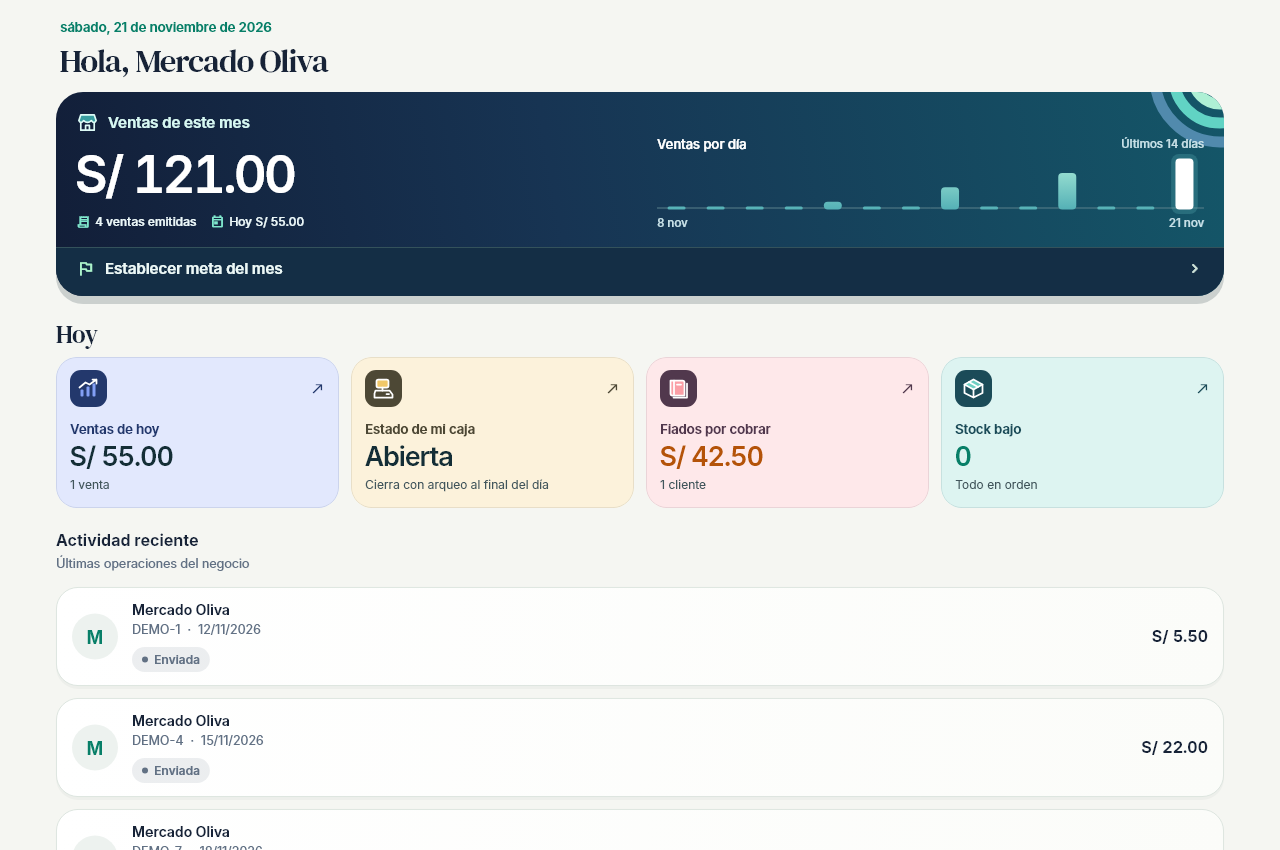 sábado, 21 de noviembre de 2026
Hola, Mercado Oliva
Ventas de este mes
S/ 121.00
4 ventas emitidas
Hoy S/ 55.00
Ventas por día
Últimos 14 días
8 nov
21 nov
Establecer meta del mes
Hoy
Ventas de hoy
S/ 55.00
1 venta
Estado de mi caja
Abierta
Cierra con arqueo al final del día
Fiados por cobrar
S/ 42.50
1 cliente
Stock bajo
0
Todo en orden
Actividad reciente
Últimas operaciones del negocio
M
Mercado Oliva
DEMO-1 · 12/11/2026
Enviada
S/ 5.50
M
Mercado Oliva
DEMO-4 · 15/11/2026
Enviada
S/ 22.00
Mercado Oliva
DEMO-7 · 18/11/2026